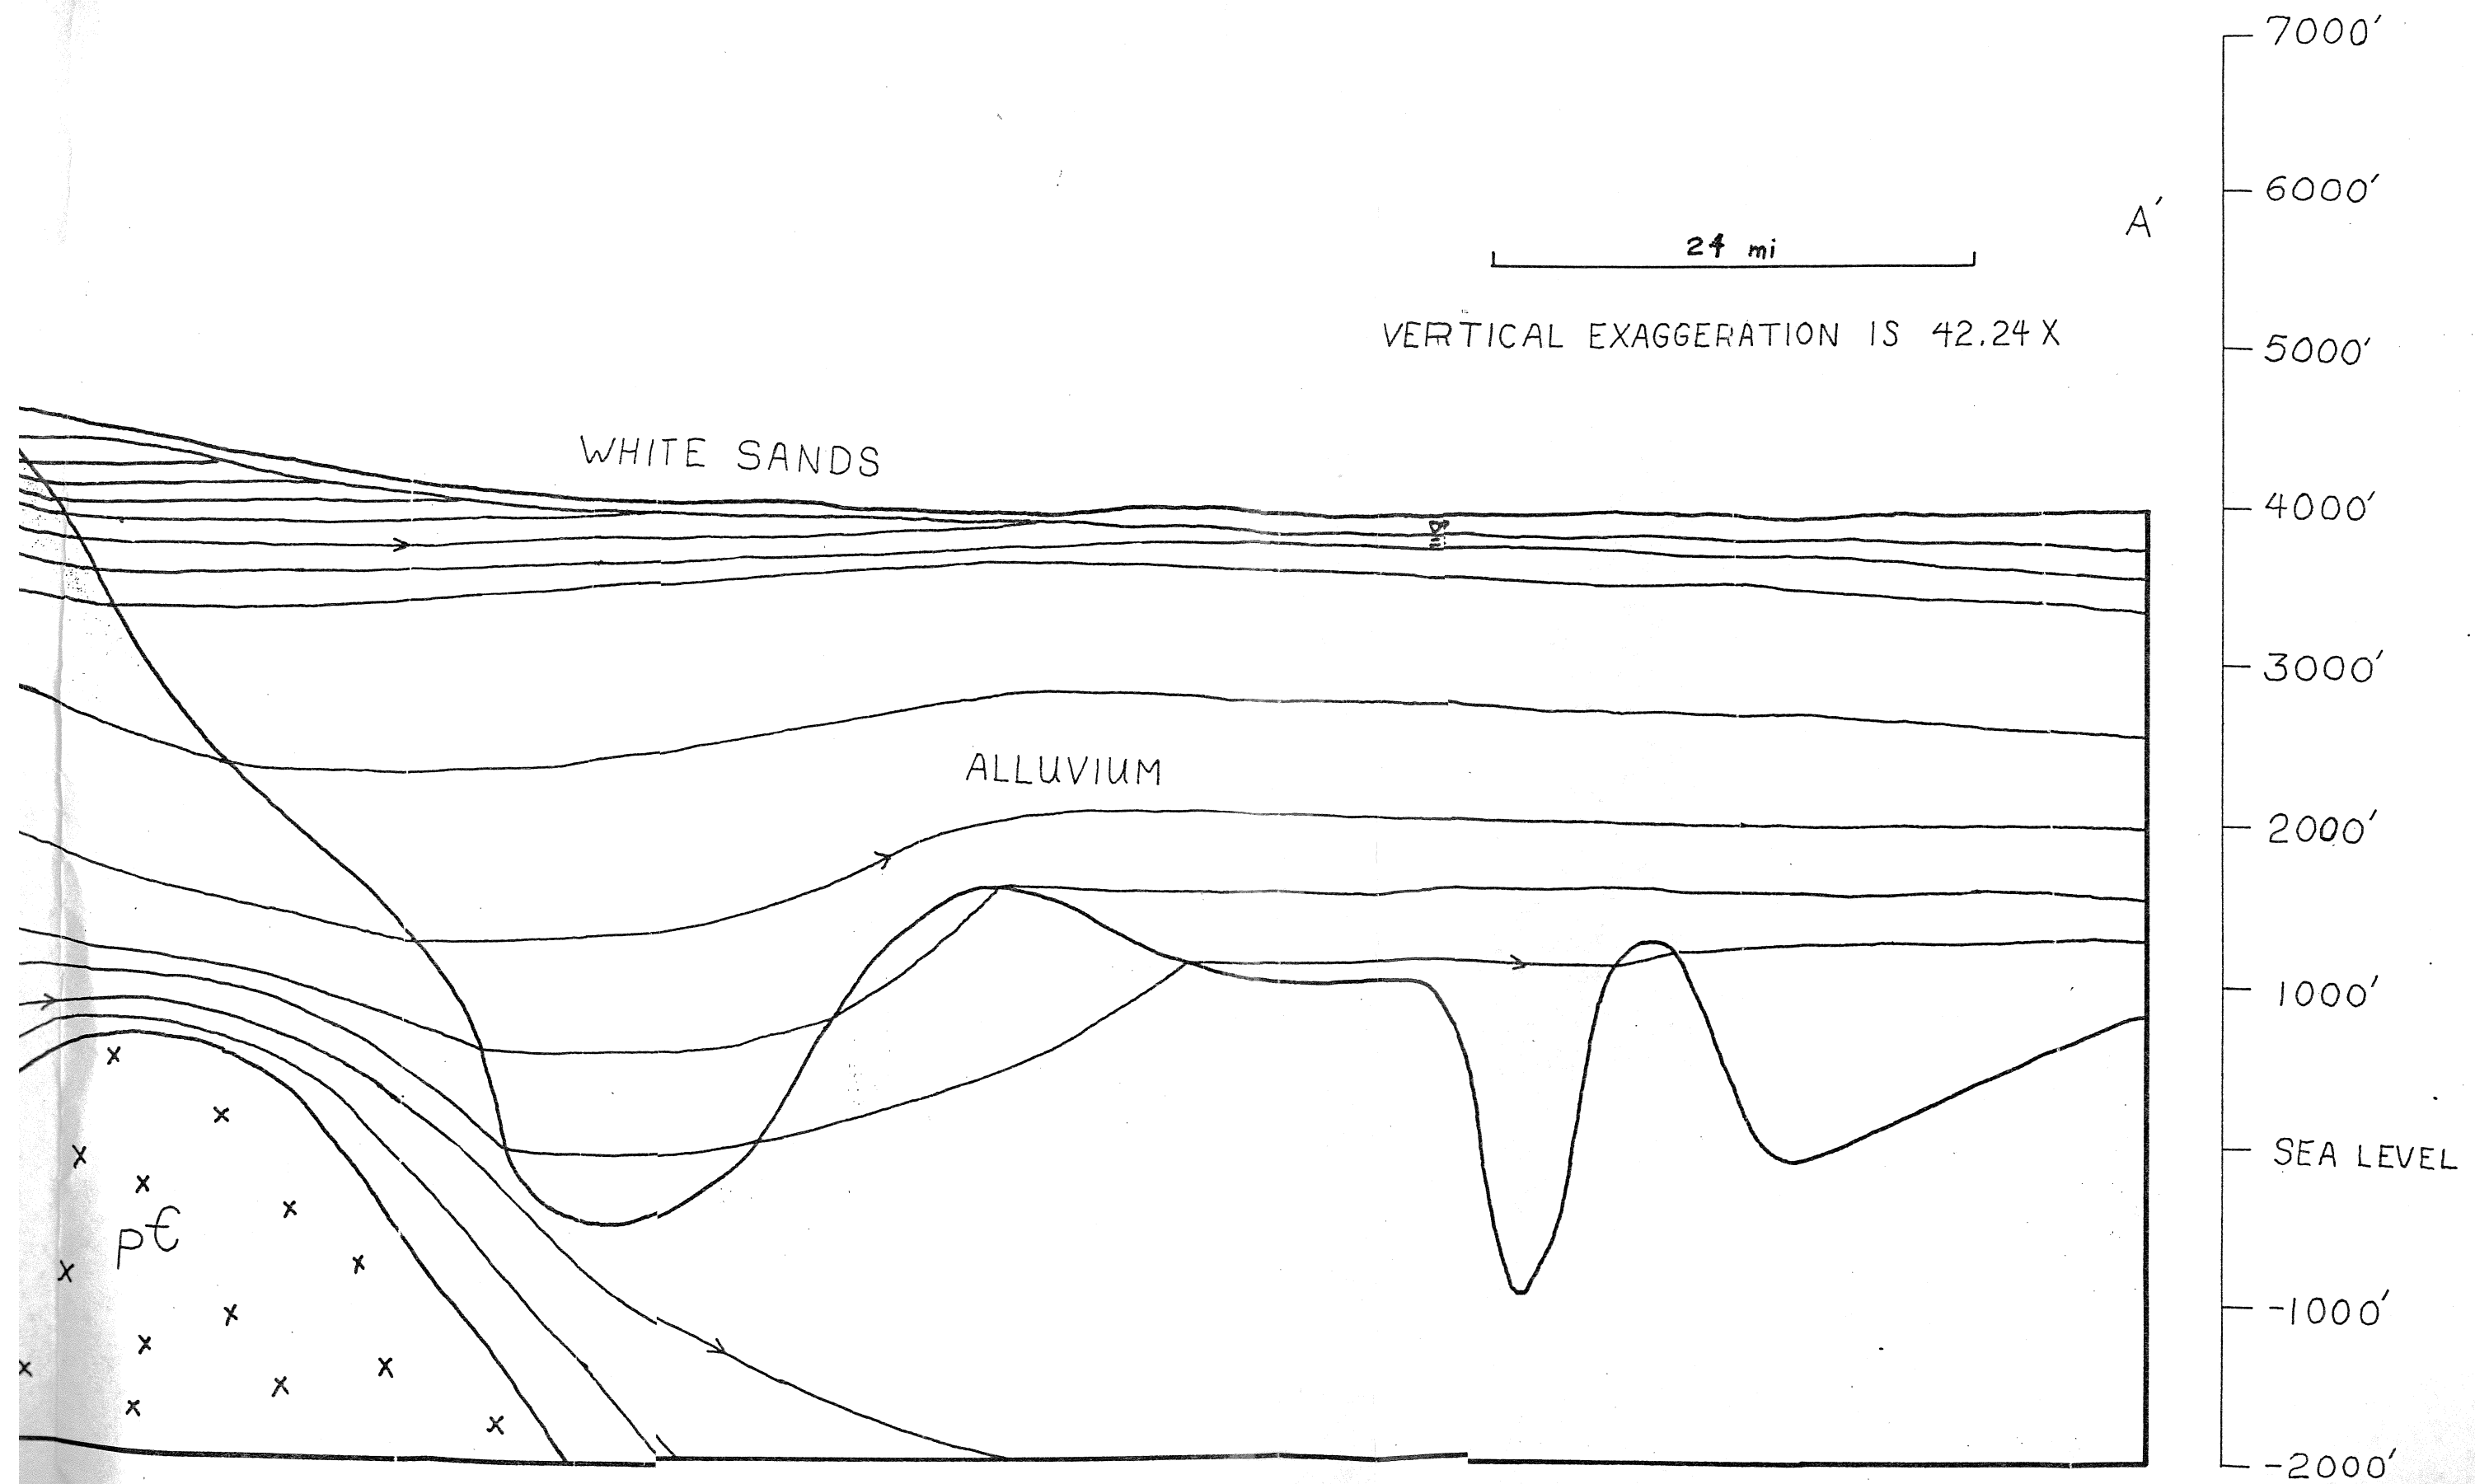 7000'
6000'
A'
24 mi
VERTICAL EXAGGERATION IS 42.24 X
5000'
WHITE SANDS
4000'
3000'
ALLUVIUM
2000'
1000'
SEA LEVEL
p€
-1000'
-2000'